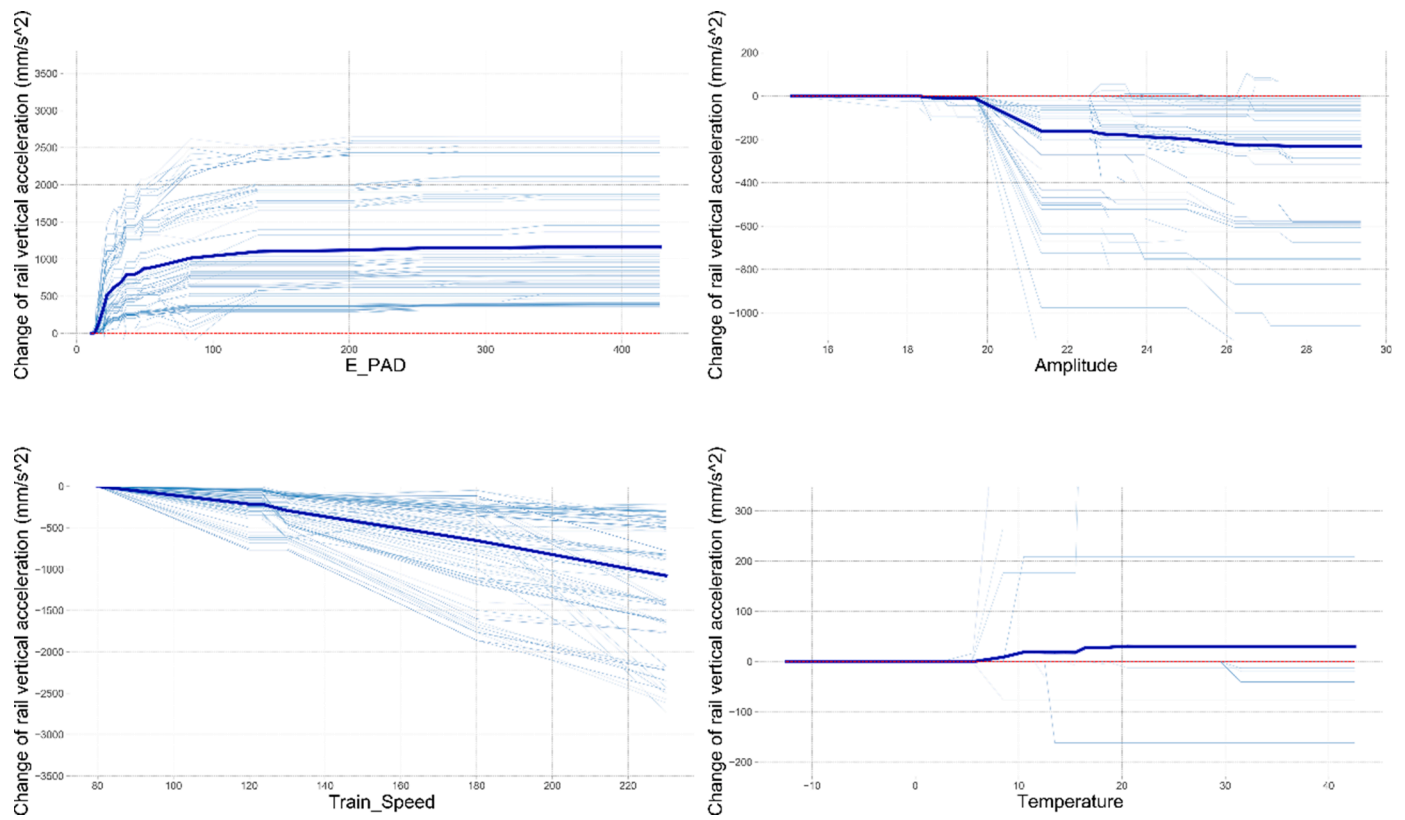 Change of rail vertical acceleration (mm/s^2)
3500
3000
2500
2000
1500
1000
500
0
0 100 200 300 400
E_PAD
Change of rail vertical acceleration (mm/s^2)
200
0
−200
−400
−600
−800
−1000
16 18 20 22 24 26 28 30
Amplitude
Change of rail vertical acceleration (mm/s^2)
0
−500
−1000
−1500
−2000
−2500
−3000
−3500
80 100 120 140 160 180 200 220
Train_Speed
Change of rail vertical acceleration (mm/s^2)
300
200
100
0
−100
−200
−10 0 10 20 30 40
Temperature